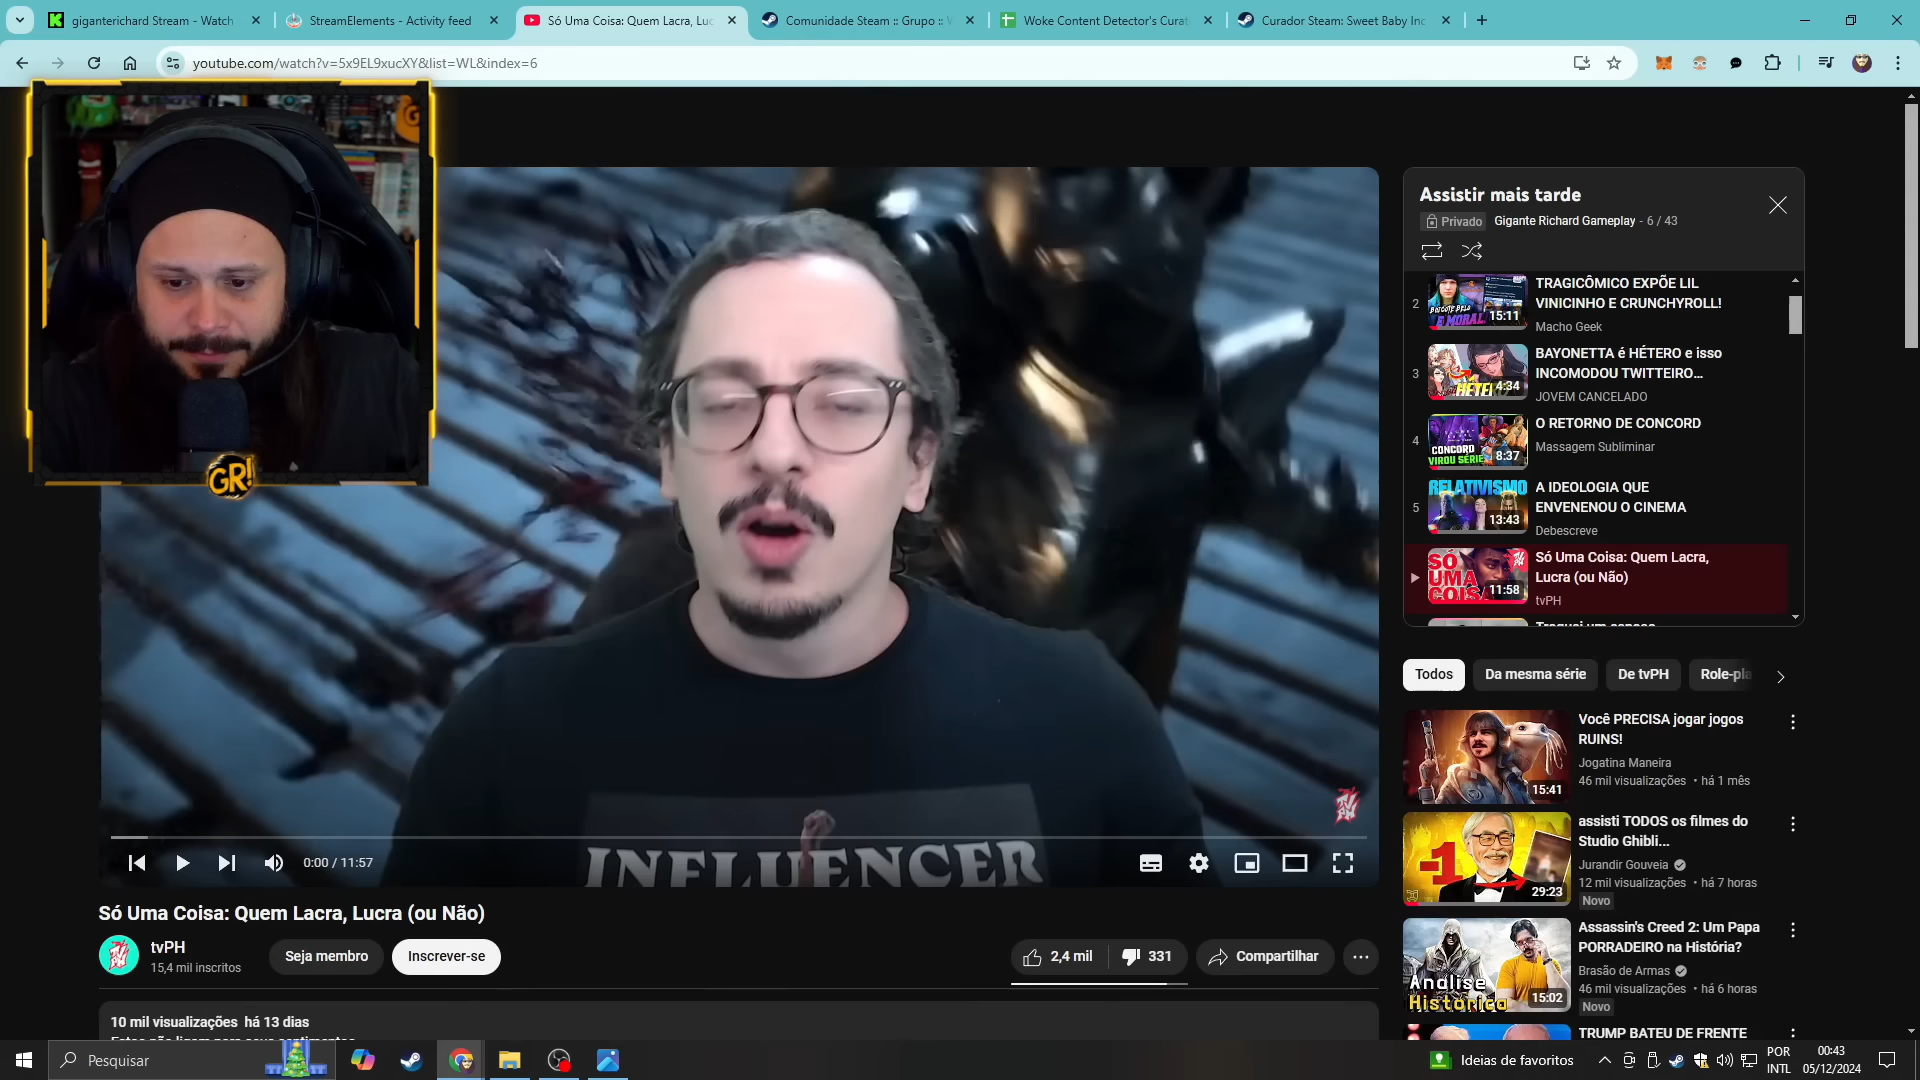 giganterichard Stream - Watch
StreamElements - Activity feed
Só Uma Coisa: Quem Lacra, Luc
Comunidade Steam :: Grupo ::
Woke Content Detector's Curat
Curador Steam: Sweet Baby Inc
youtube.com/watch?v=5x9EL9xucXY&list=WL&index=6
GR!
INFLUENCER
0:00 / 11:57
Só Uma Coisa: Quem Lacra, Lucra (ou Não)
tvPH
15,4 mil inscritos
Seja membro
Inscrever-se
2,4 mil
331
Compartilhar
10 mil visualizações há 13 dias
Assistir mais tarde
Privado
Gigante Richard Gameplay - 6 / 43
2
15:11
TRAGICÔMICO EXPÕE LIL
VINICINHO E CRUNCHYROLL!
Macho Geek
3
4:34
BAYONETTA é HÉTERO e isso
INCOMODOU TWITTEIRO...
JOVEM CANCELADO
4
CONCORD
VIROU SÉRIE
8:37
O RETORNO DE CONCORD
Massagem Subliminar
5
RELATIVISMO
13:43
A IDEOLOGIA QUE
ENVENENOU O CINEMA
Debescreve
SÓ
UMA
COISA
11:58
Só Uma Coisa: Quem Lacra,
Lucra (ou Não)
tvPH
Todos
Da mesma série
De tvPH
Role-pla
15:41
Você PRECISA jogar jogos
RUINS!
Jogatina Maneira
46 mil visualizações • há 1 mês
-1
29:23
assisti TODOS os filmes do
Studio Ghibli...
Jurandir Gouveia
12 mil visualizações • há 7 horas
Novo
Análise
Histórica
15:02
Assassin's Creed 2: Um Papa
PORRADEIRO na História?
Brasão de Armas
46 mil visualizações • há 6 horas
Novo
TRUMP BATEU DE FRENTE
Pesquisar
Ideias de favoritos
POR
INTL
00:43
05/12/2024